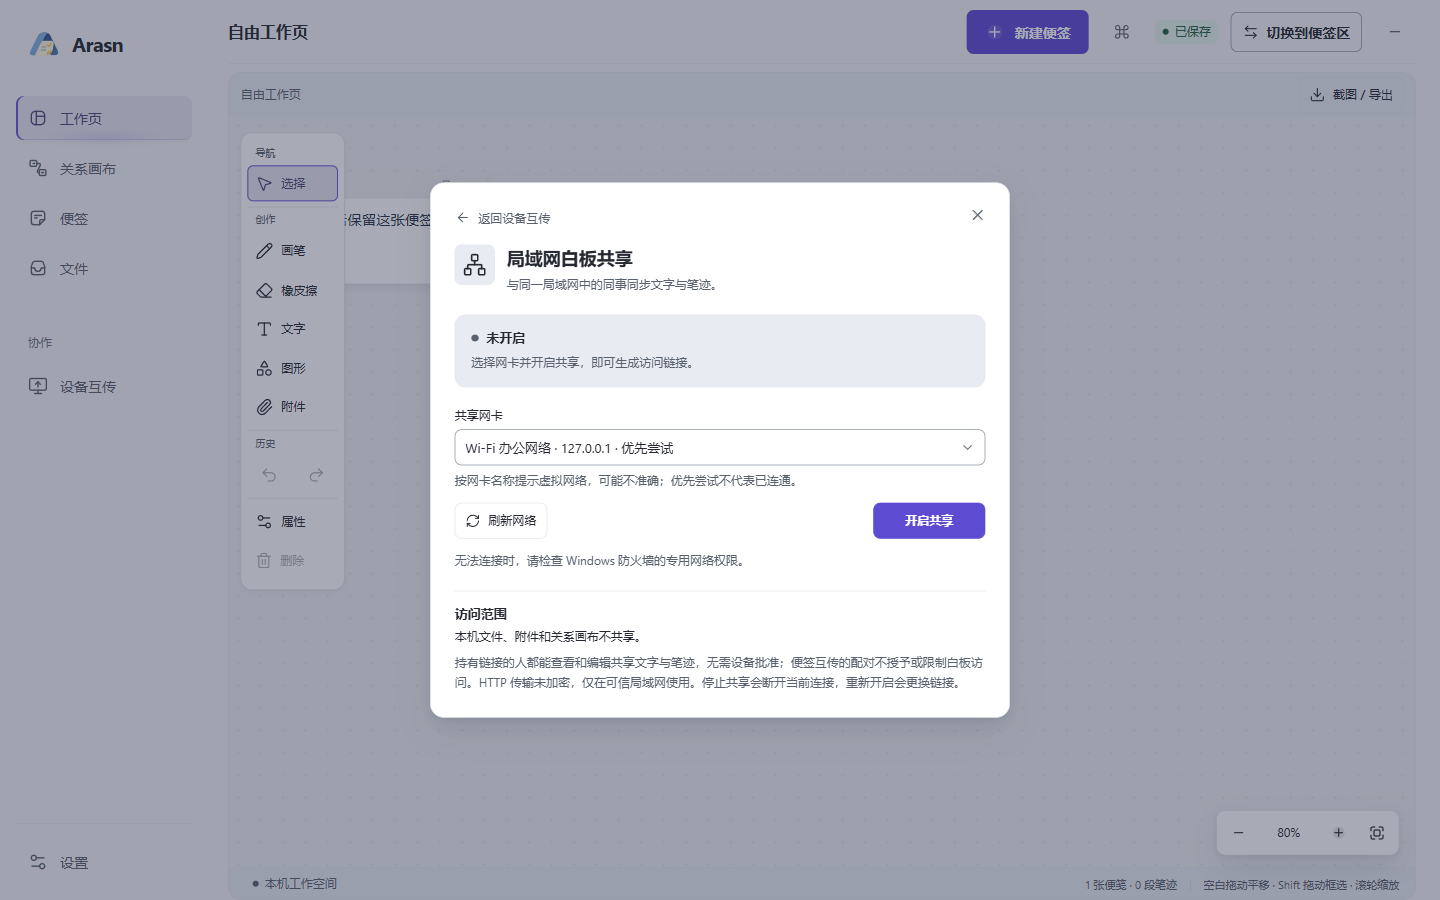 Arasn
自由工作页
新建便签
已保存
切换到便签区
工作页
关系画布
便签
文件
协作
设备互传
设置
自由工作页
截图 / 导出
导航
选择
创作
画笔
橡皮擦
文字
图形
附件
历史
属性
删除
保留这张便签
返回设备互传
局域网白板共享
与同一局域网中的同事同步文字与笔迹。
未开启
选择网卡并开启共享，即可生成访问链接。
共享网卡
Wi-Fi 办公网络 · 127.0.0.1 · 优先尝试
按网卡名称提示虚拟网络，可能不准确；优先尝试不代表已连通。
刷新网络
开启共享
无法连接时，请检查 Windows 防火墙的专用网络权限。
访问范围
本机文件、附件和关系画布不共享。
持有链接的人都能查看和编辑共享文字与笔迹，无需设备批准；便签互传的配对不授予或限制白板访
问。HTTP 传输未加密，仅在可信局域网使用。停止共享会断开当前连接，重新开启会更换链接。
80%
本机工作空间
1 张便笺 · 0 段笔迹
空白拖动平移 · Shift 拖动框选 · 滚轮缩放